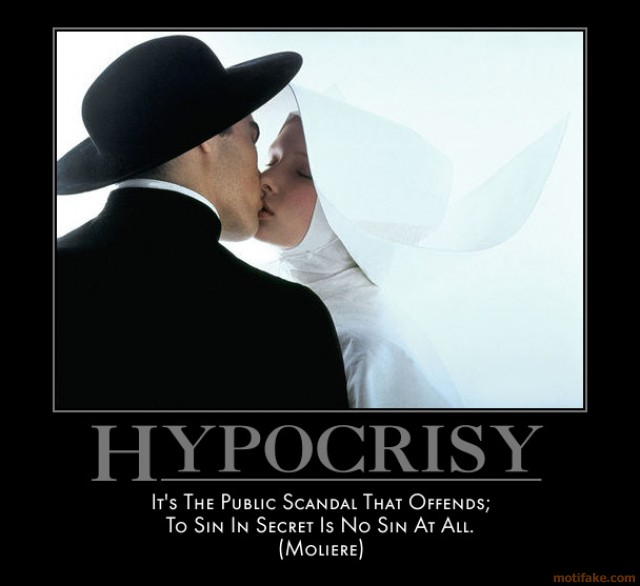 HYPOCRISY
It's The Public Scandal That Offends;
To Sin In Secret Is No Sin At All.
(Moliere)
motifake.com